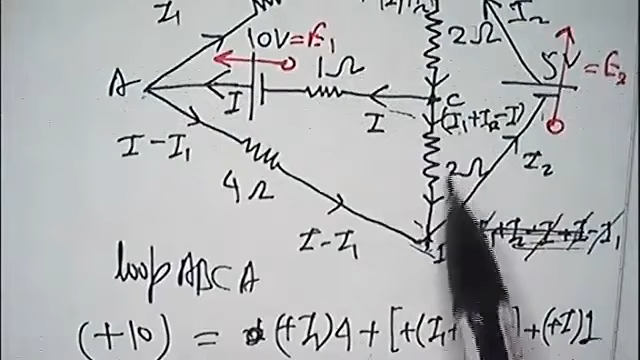 I₁
I₂
10V=E₁
2Ω
5V=E₂
A
1Ω
I
I
C
(I₁+I₂-I)
I-I₁
2Ω
I₂
4Ω
I-I₁
loop ABCA
(+10) = (+I₁)4+[+(I₁+ ]+(+I)1